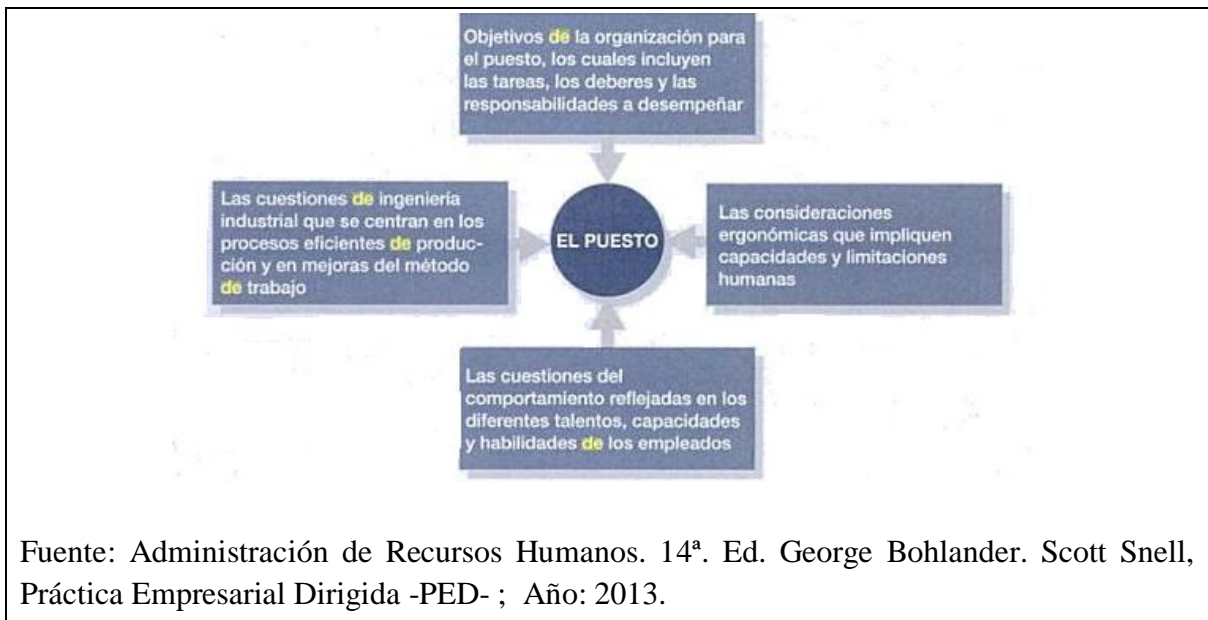 Objetivos de la organización para
el puesto, los cuales incluyen
las tareas, los deberes y las
responsabilidades a desempeñar
Las cuestiones de ingeniería
industrial que se centran en los
procesos eficientes de produc-
ción y en mejoras del método
de trabajo
EL PUESTO
Las consideraciones
ergonómicas que impliquen
capacidades y limitaciones
humanas
Las cuestiones del
comportamiento reflejadas en los
diferentes talentos, capacidades
y habilidades de los empleados
Fuente: Administración de Recursos Humanos. 14ª. Ed. George Bohlander. Scott Snell,
Práctica Empresarial Dirigida -PED- ; Año: 2013.